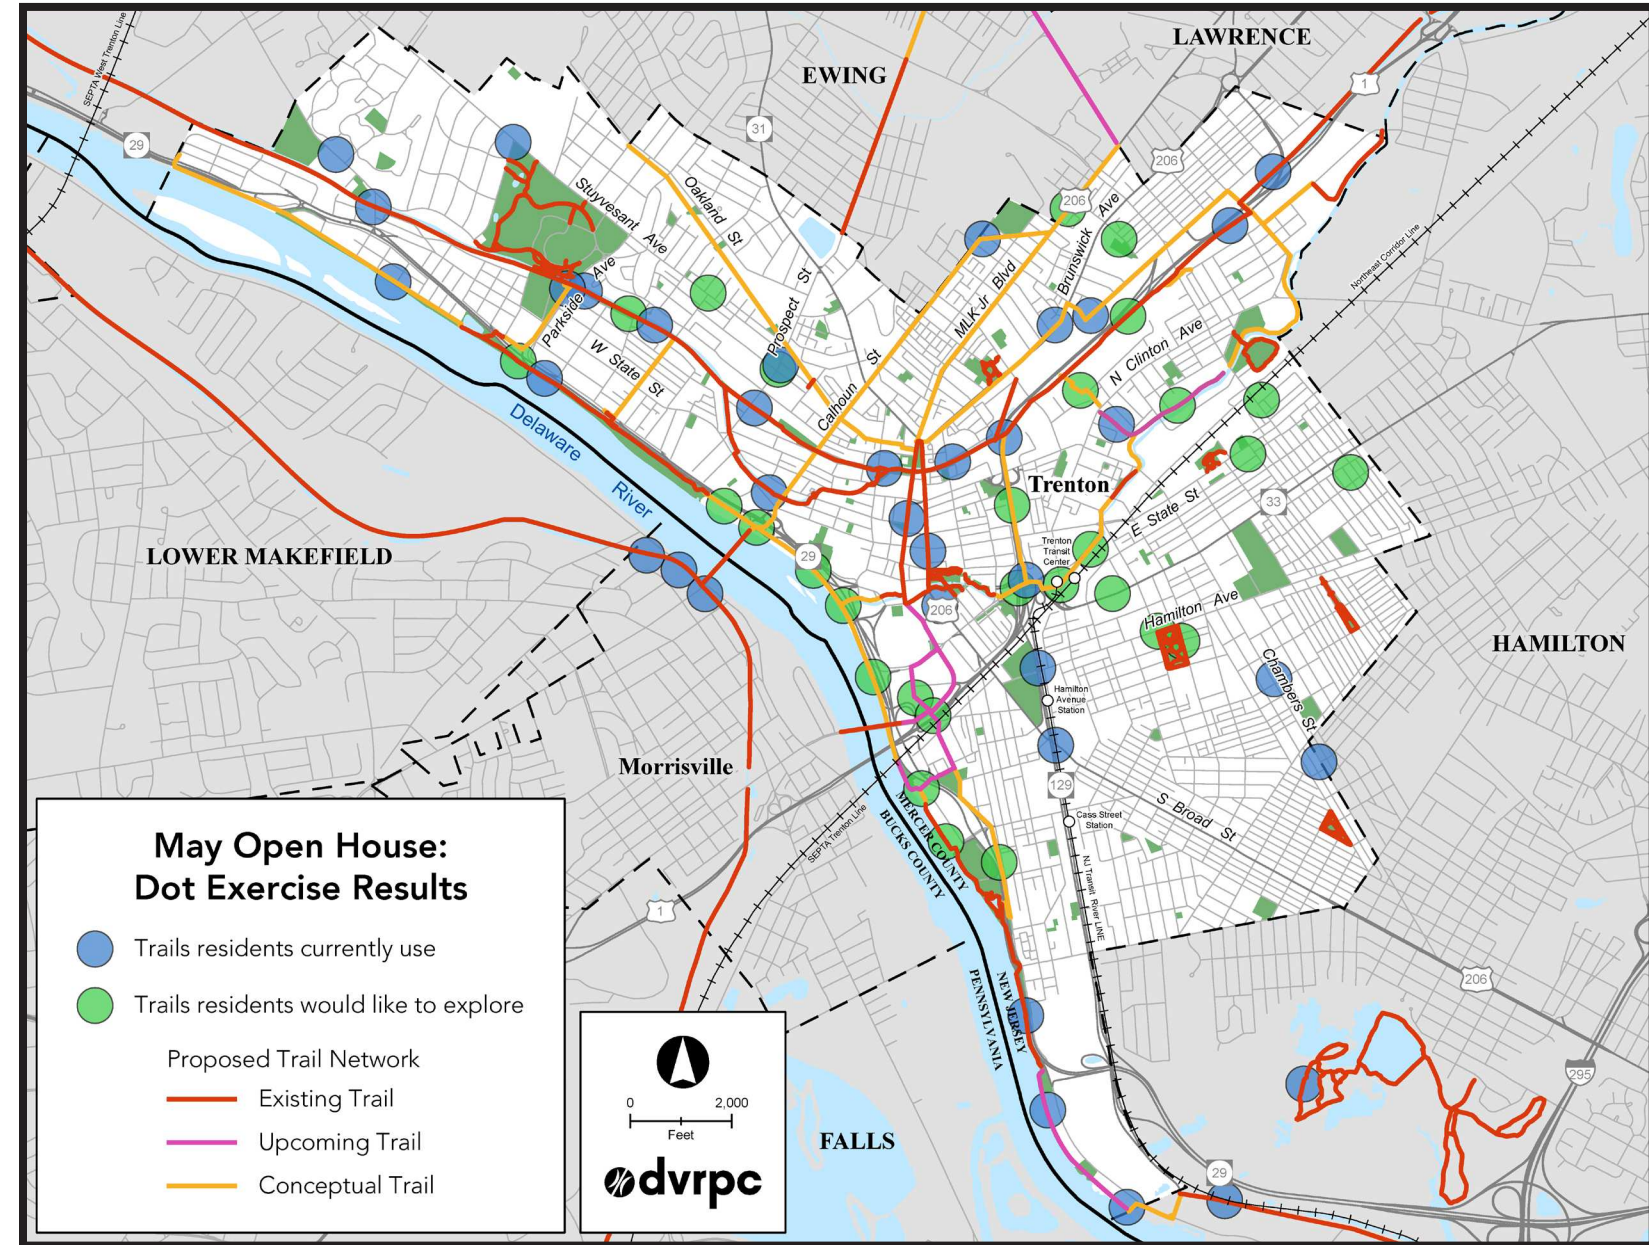 LAWRENCE
EWING
SEPTA West Trenton Line
29
31
1
206
206
Stuyvesant Ave
Oakland St
Brunswick Ave
Northeast Corridor Line
Parkside Ave
Prospect St
MLK Jr Blvd
N Clinton Ave
W State St
Calhoun St
Delaware River
Trenton
E State St
33
LOWER MAKEFIELD
29
Trenton
Transit
Center
206
Hamilton Ave
HAMILTON
Chambers St
Hamilton
Avenue
Station
Morrisville
129
S Broad St
Cass Street
Station
SEPTA Trenton Line
MERCER COUNTY
BUCKS COUNTY
NJ Transit River LINE
1
NEW JERSEY
PENNSYLVANIA
206
295
FALLS
29
May Open House:
Dot Exercise Results
Trails residents currently use
Trails residents would like to explore
Proposed Trail Network
Existing Trail
Upcoming Trail
Conceptual Trail
0 2,000
Feet
dvrpc